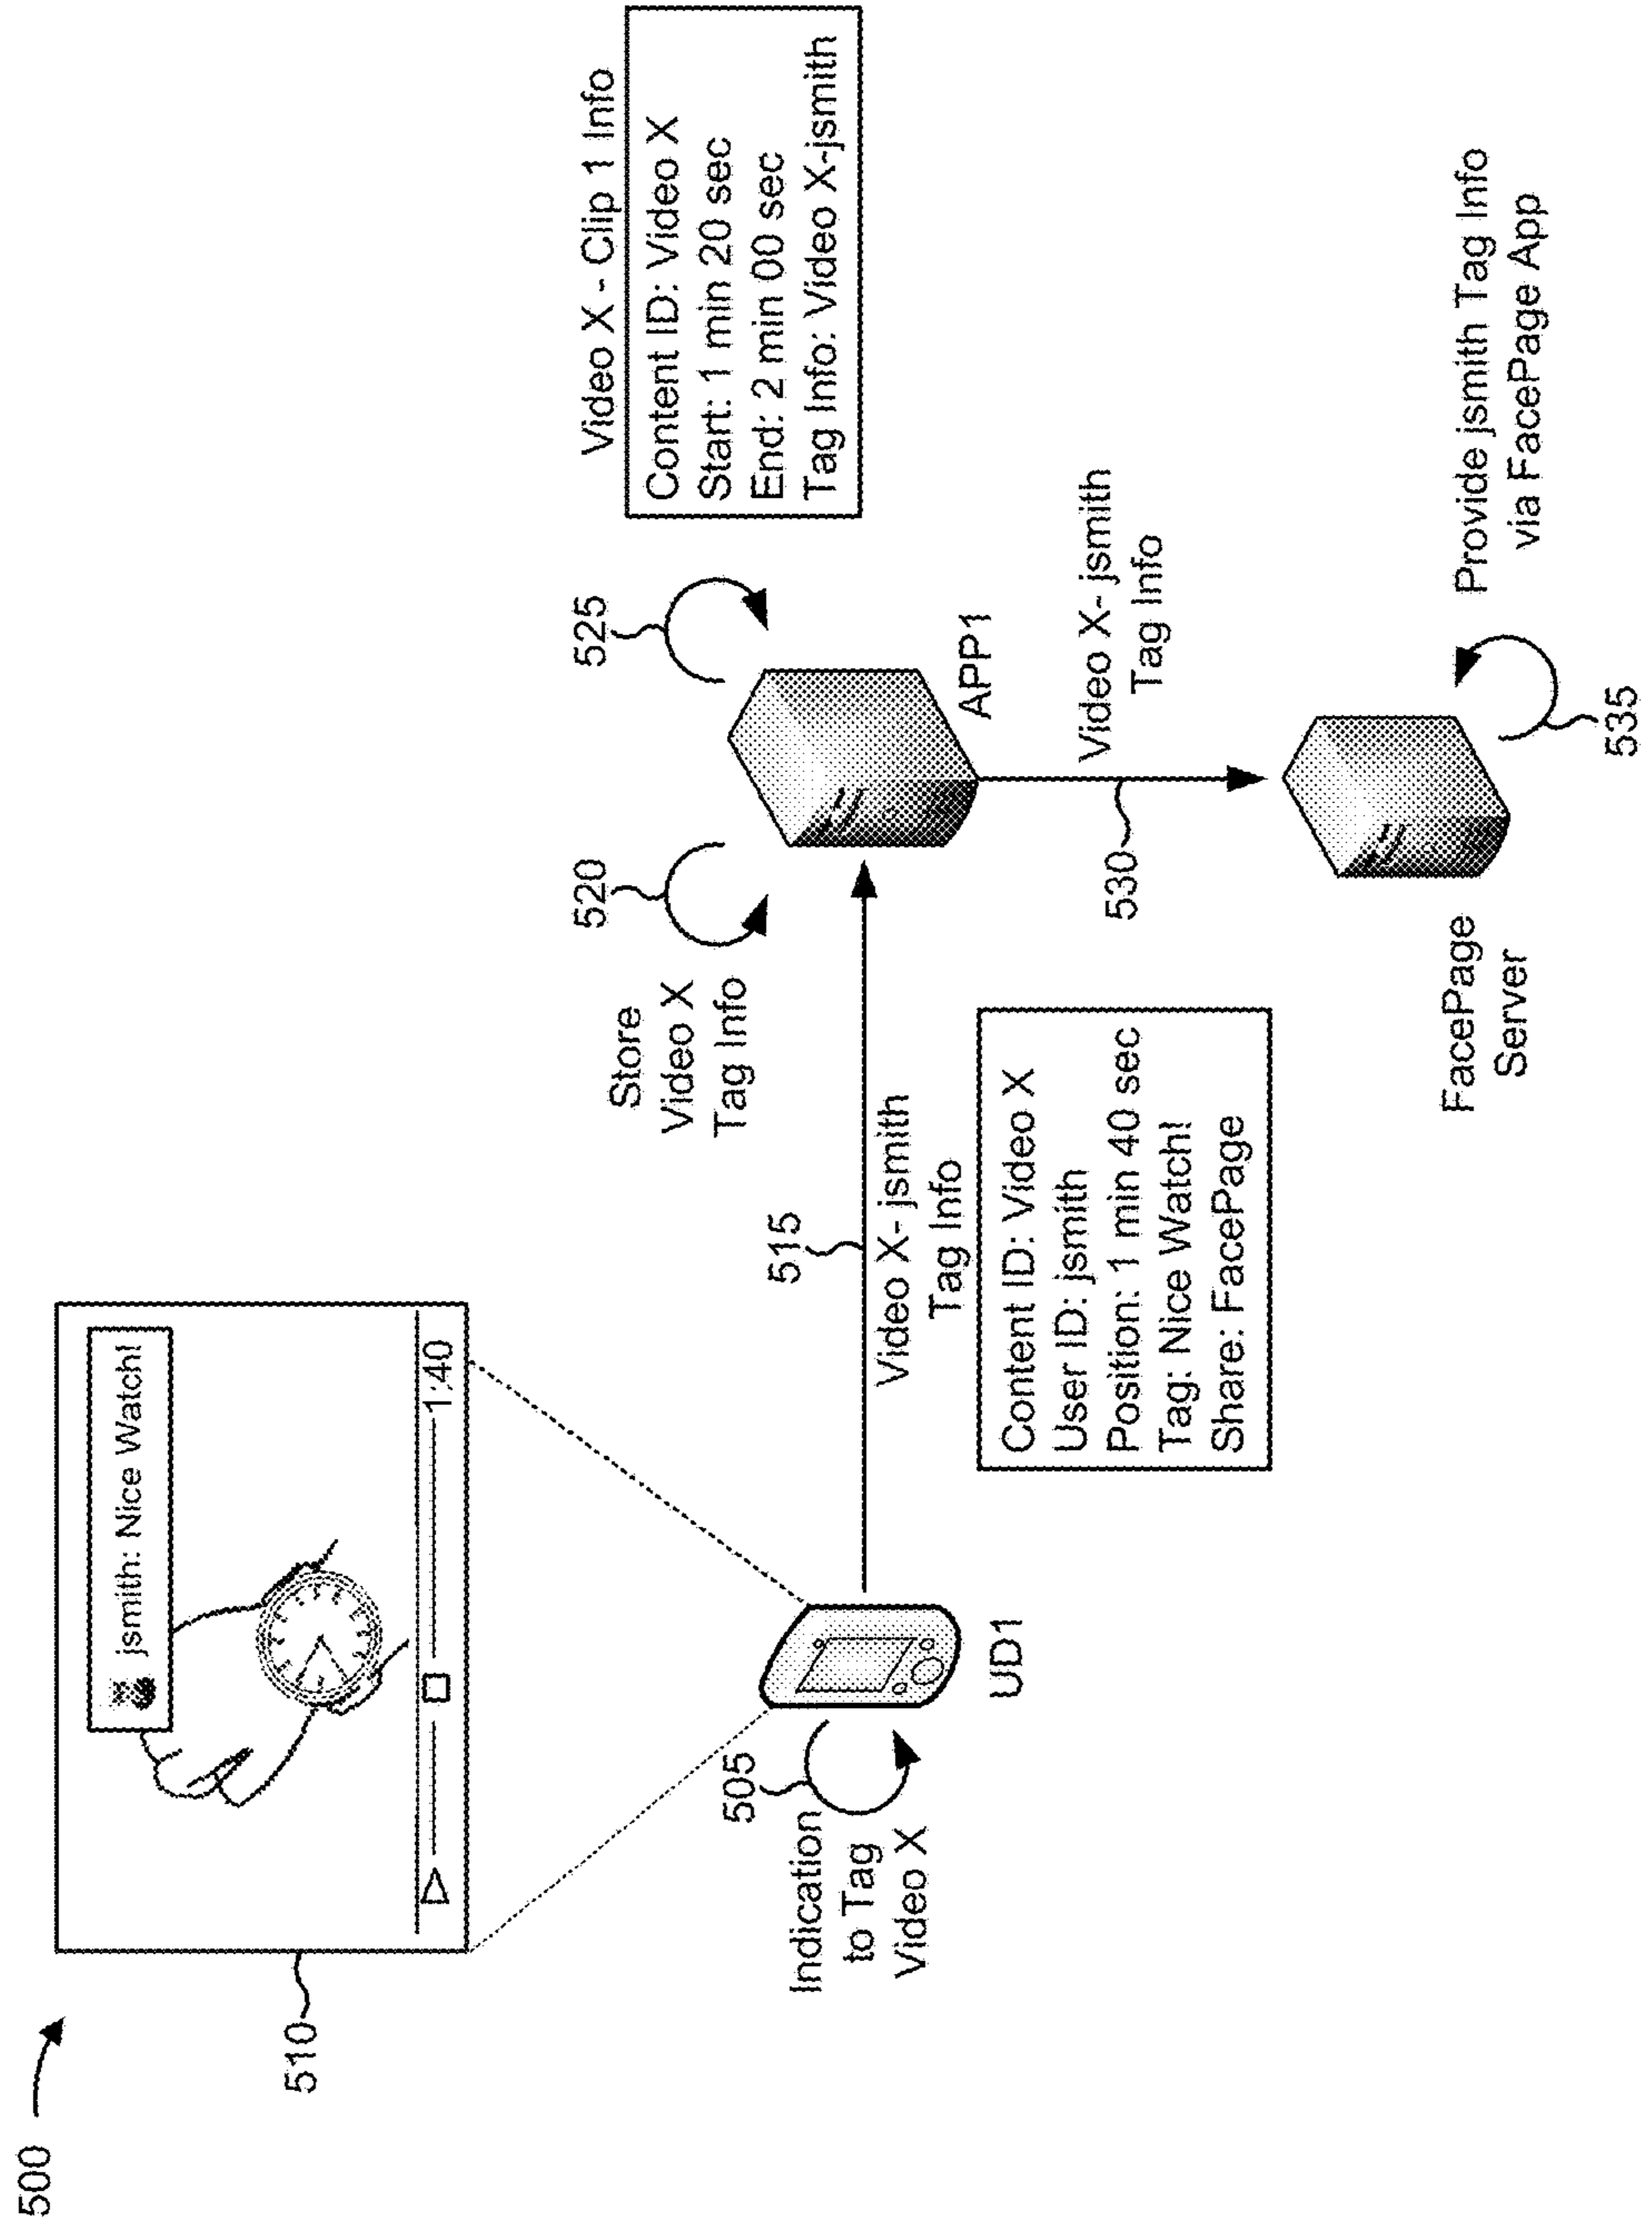 500
510
jsmith: Nice Watch!
1:40
505
Indication
to Tag
Video X
UD1
515
Video X-jsmith
Tag Info
Content ID: Video X
User ID: jsmith
Position: 1 min 40 sec
Tag: Nice Watch!
Share: FacePage
520
Store
Video X
Tag Info
525
APP1
Video X - Clip 1 Info
Content ID: Video X
Start: 1 min 20 sec
End: 2 min 00 sec
Tag Info: Video X-jsmith
530
Video X-jsmith
Tag Info
FacePage
Server
535
Provide jsmith Tag Info
via FacePage App